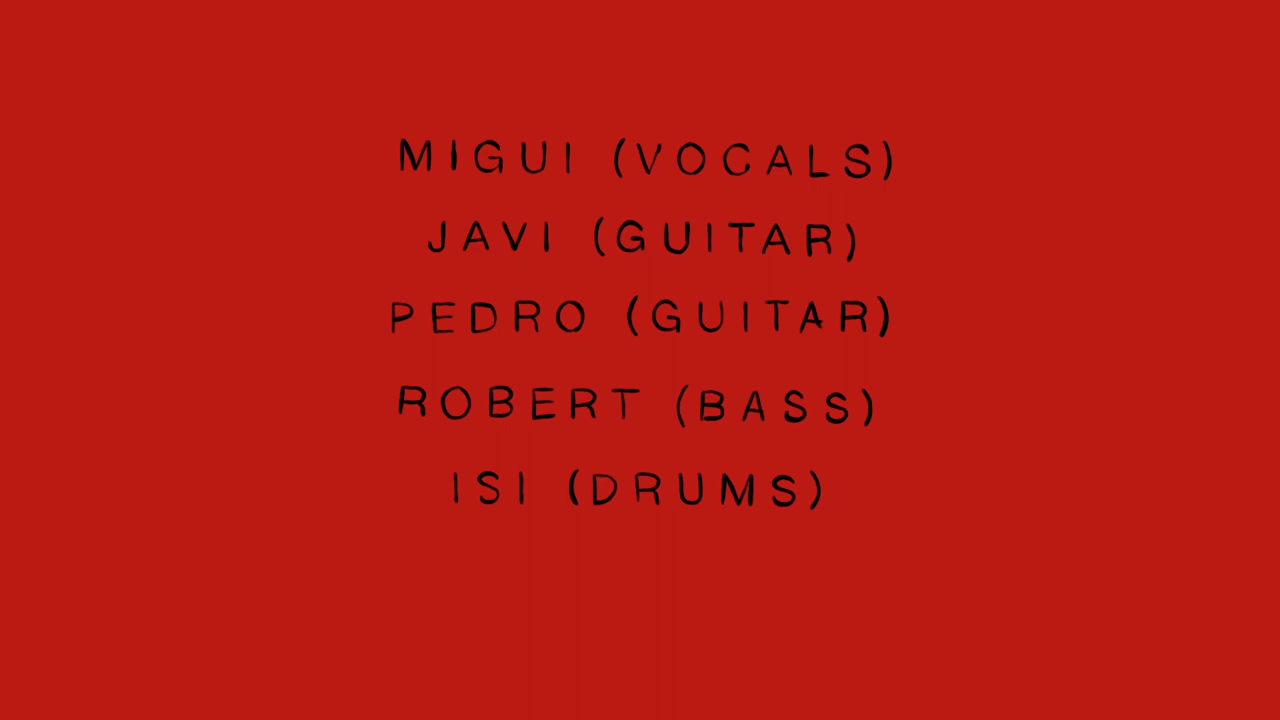 MIGUI (VOCALS)
JAVI (GUITAR)
PEDRO (GUITAR)
ROBERT (BASS)
ISI (DRUMS)